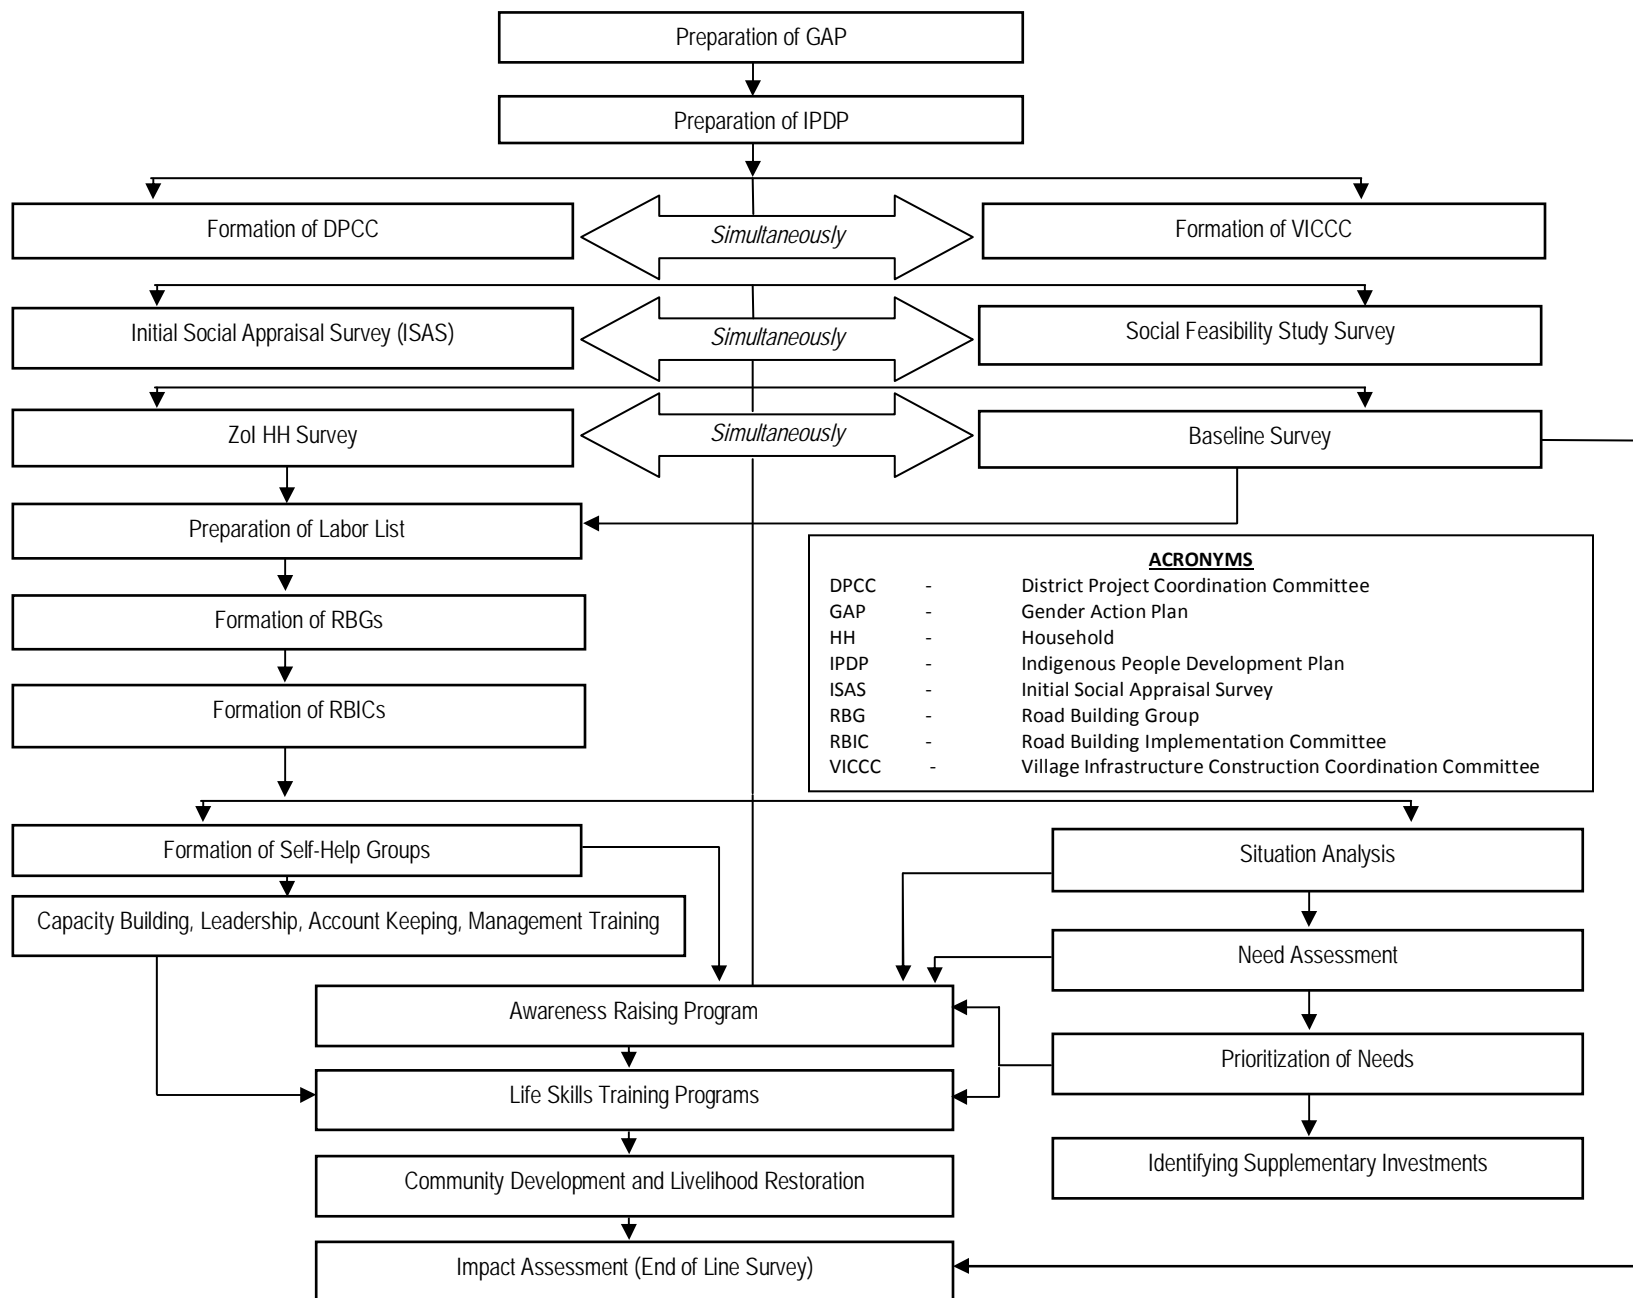 Preparation of GAP
Preparation of IPDP
Formation of DPCC
Simultaneously
Formation of VICCC
Initial Social Appraisal Survey (ISAS)
Simultaneously
Social Feasibility Study Survey
ZoI HH Survey
Simultaneously
Baseline Survey
Preparation of Labor List
Formation of RBGs
Formation of RBICs
ACRONYMS
DPCC - District Project Coordination Committee
GAP - Gender Action Plan
HH - Household
IPDP - Indigenous People Development Plan
ISAS - Initial Social Appraisal Survey
RBG - Road Building Group
RBIC - Road Building Implementation Committee
VICCC - Village Infrastructure Construction Coordination Committee
Formation of Self-Help Groups
Situation Analysis
Capacity Building, Leadership, Account Keeping, Management Training
Need Assessment
Awareness Raising Program
Prioritization of Needs
Life Skills Training Programs
Identifying Supplementary Investments
Community Development and Livelihood Restoration
Impact Assessment (End of Line Survey)